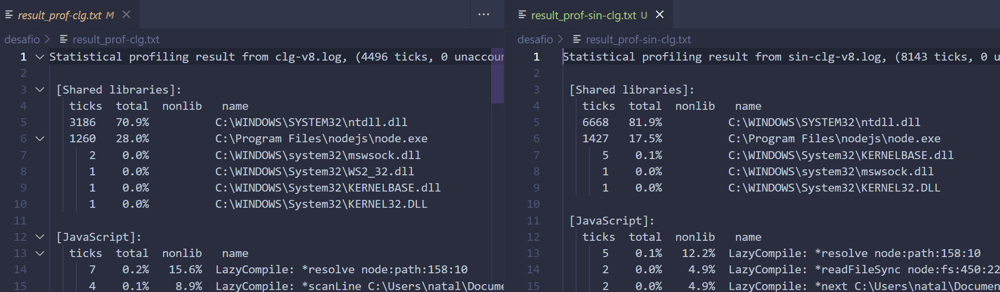 result_prof-clg.txt M
desafio > result_prof-clg.txt
1 Statistical profiling result from clg-v8.log, (4496 ticks, 0 unaccour
2
3 [Shared libraries]:
4 ticks total nonlib name
5 3186 70.9% C:\WINDOWS\SYSTEM32\ntdll.dll
6 1260 28.0% C:\Program Files\nodejs\node.exe
7 2 0.0% C:\WINDOWS\system32\mswsock.dll
8 1 0.0% C:\WINDOWS\System32\WS2_32.dll
9 1 0.0% C:\WINDOWS\System32\KERNELBASE.dll
10 1 0.0% C:\WINDOWS\System32\KERNEL32.DLL
11
12 [JavaScript]:
13 ticks total nonlib name
14 7 0.2% 15.6% LazyCompile: *resolve node:path:158:10
15 4 0.1% 8.9% LazyCompile: *scanLine C:\Users\natal\Docume
result_prof-sin-clg.txt U
desafio > result_prof-sin-clg.txt
1 Statistical profiling result from sin-clg-v8.log, (8143 ticks, 0 u
2
3 [Shared libraries]:
4 ticks total nonlib name
5 6668 81.9% C:\WINDOWS\SYSTEM32\ntdll.dll
6 1427 17.5% C:\Program Files\nodejs\node.exe
7 5 0.1% C:\WINDOWS\System32\KERNELBASE.dll
8 1 0.0% C:\WINDOWS\system32\mswsock.dll
9 1 0.0% C:\WINDOWS\System32\KERNEL32.DLL
10
11 [JavaScript]:
12 ticks total nonlib name
13 5 0.1% 12.2% LazyCompile: *resolve node:path:158:10
14 2 0.0% 4.9% LazyCompile: *readFileSync node:fs:450:22
15 2 0.0% 4.9% LazyCompile: *next C:\Users\natal\Documen